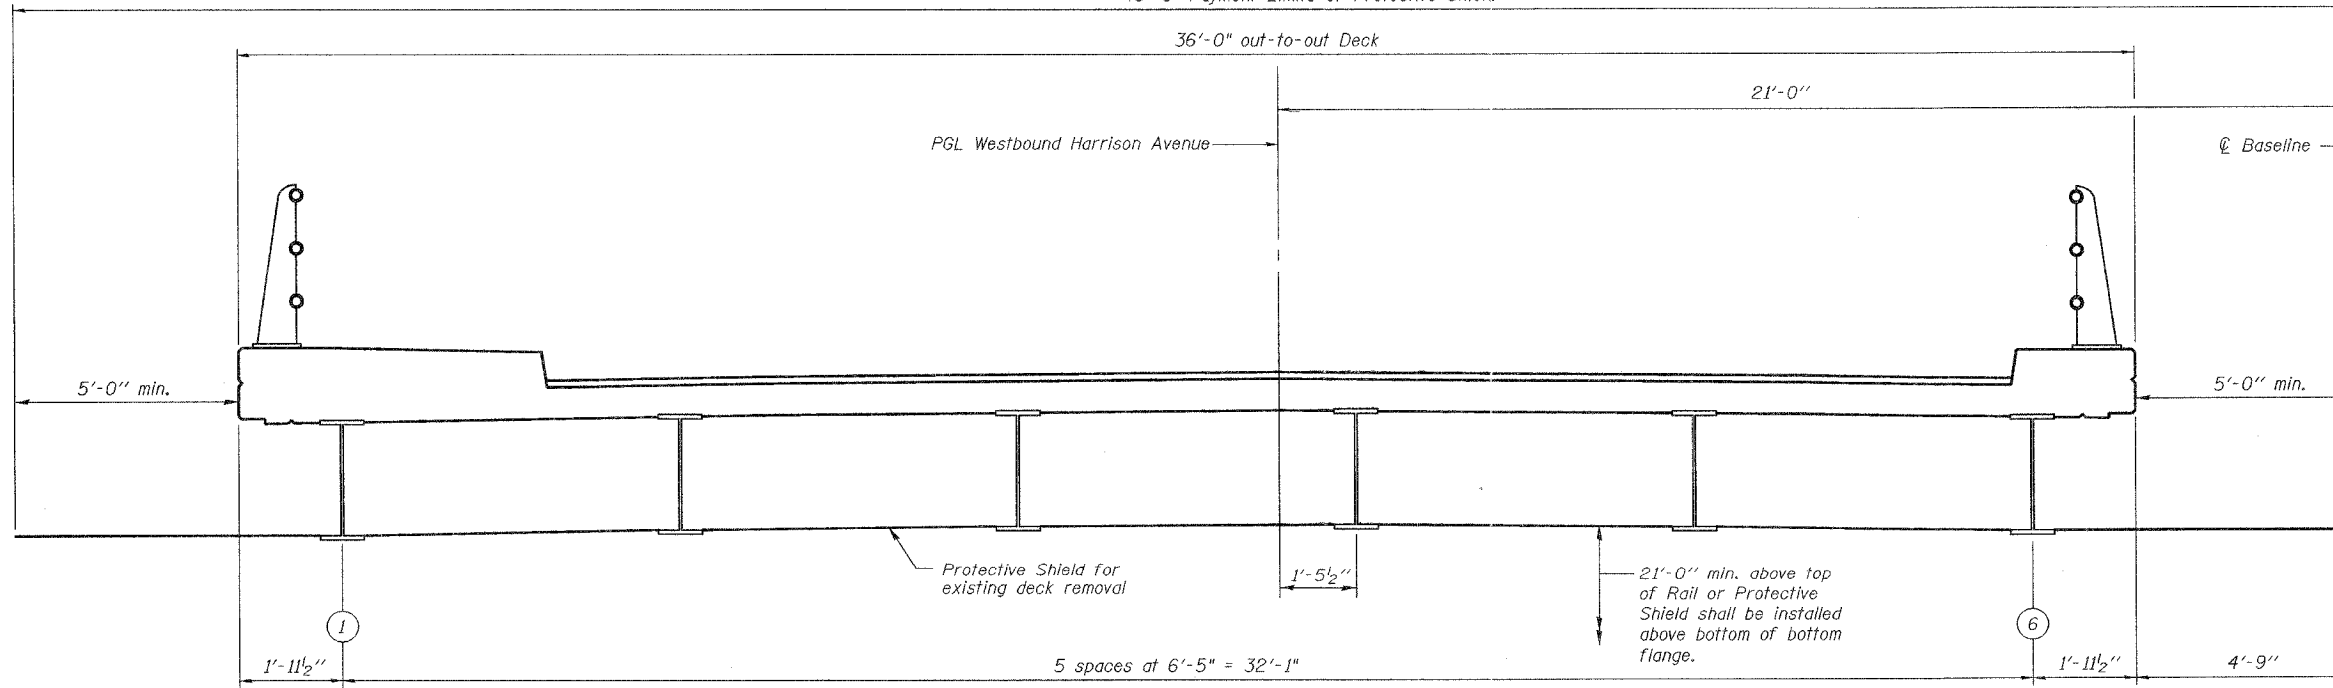 36'-0" out-to-out Deck
21'-0"
PGL Westbound Harrison Avenue
℄ Baseline
5'-0" min.
5'-0" min.
Protective Shield for
existing deck removal
1'-5½"
21'-0" min. above top
of Rail or Protective
Shield shall be installed
above bottom of bottom
flange.
1
6
1'-11½"
5 spaces at 6'-5" = 32'-1"
1'-11½"
4'-9"